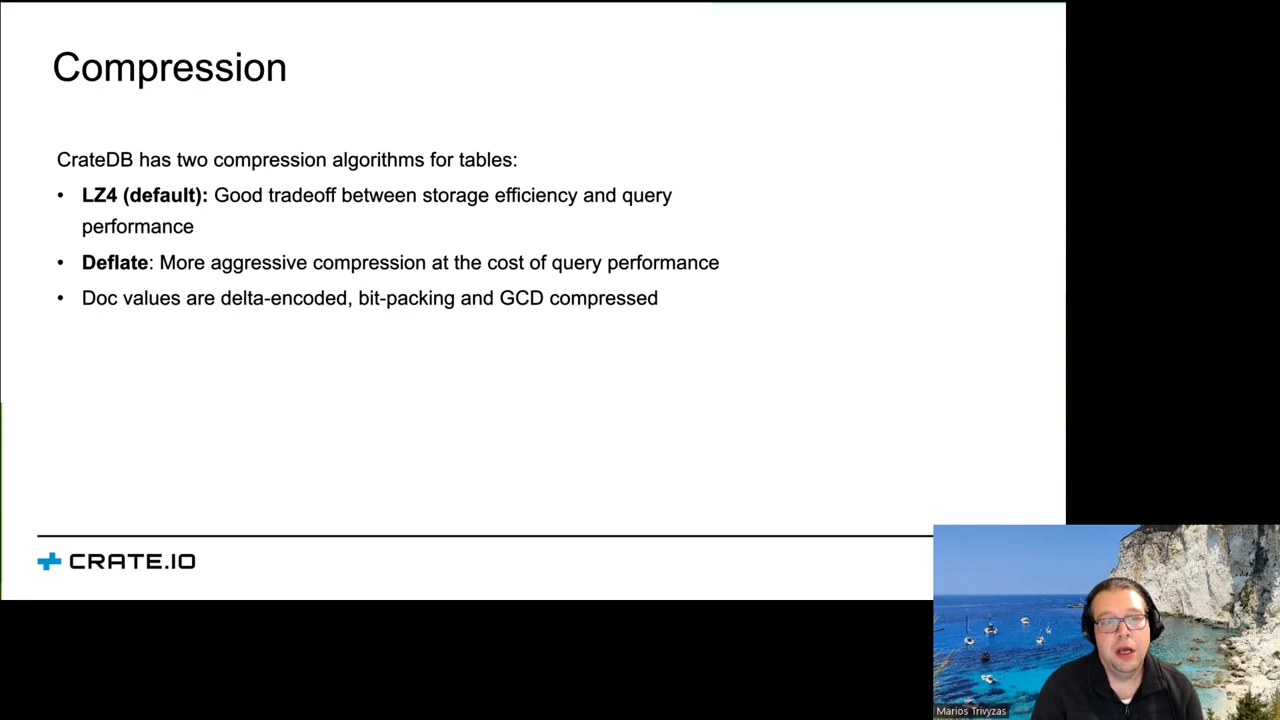 Compression
CrateDB has two compression algorithms for tables:
• LZ4 (default): Good tradeoff between storage efficiency and query
performance
• Deflate: More aggressive compression at the cost of query performance
• Doc values are delta-encoded, bit-packing and GCD compressed
CRATE.IO
Marios Trivyzas